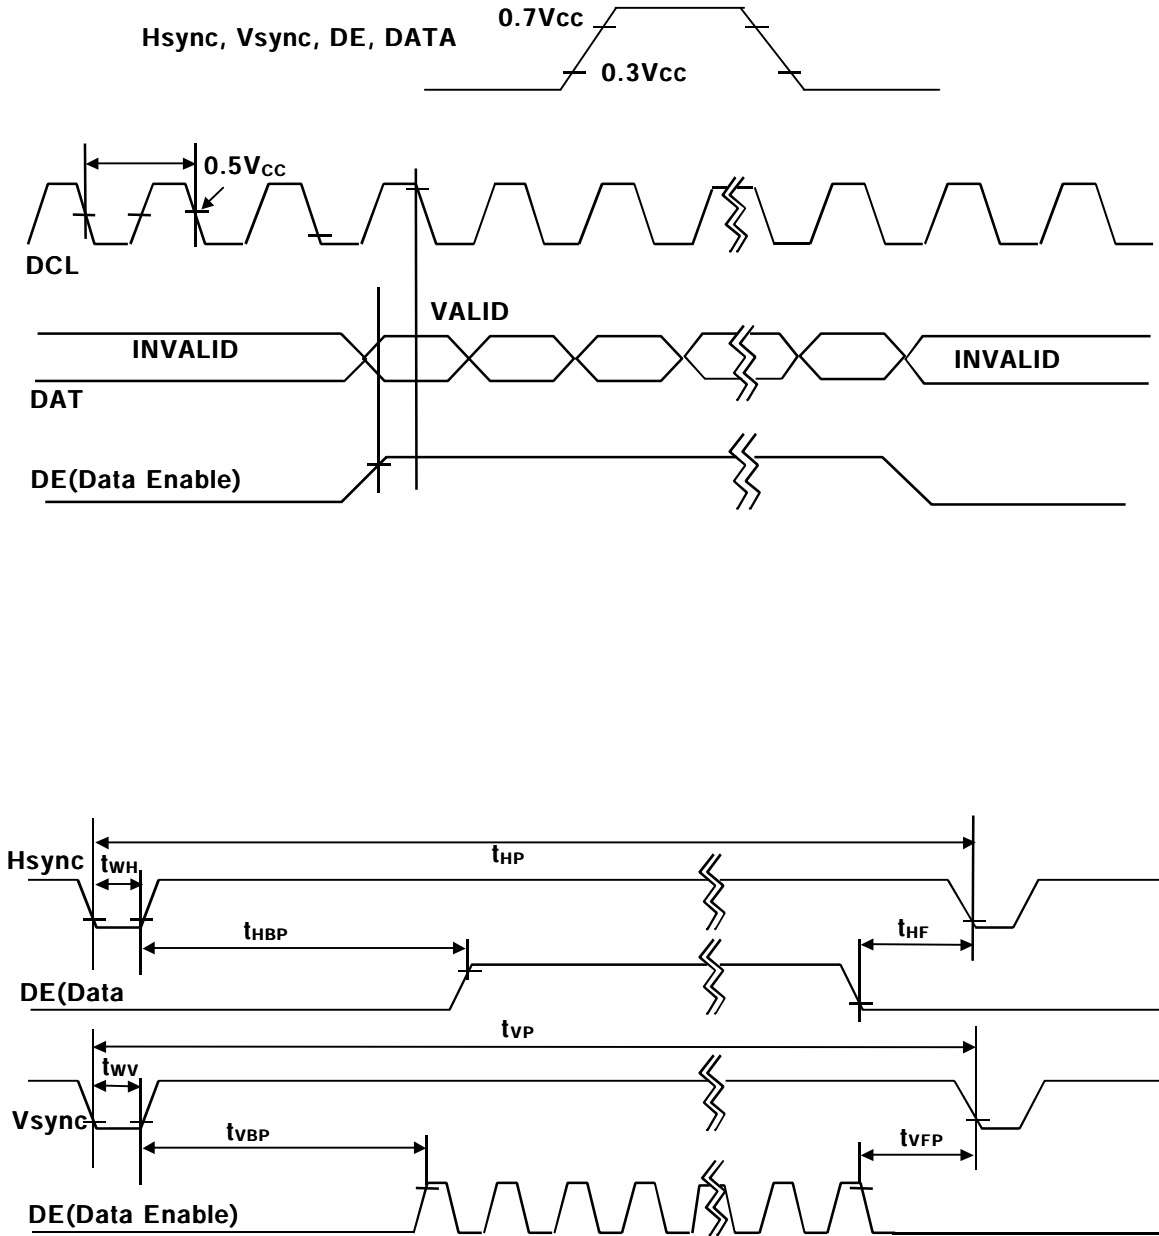 0.7Vcc
Hsync, Vsync, DE, DATA
0.3Vcc
0.5Vcc
DCL
VALID
INVALID
INVALID
DAT
DE(Data Enable)
tHP
Hsync
tWH
tHBP
tHF
DE(Data
tVP
tWV
Vsync
tVBP
tVFP
DE(Data Enable)